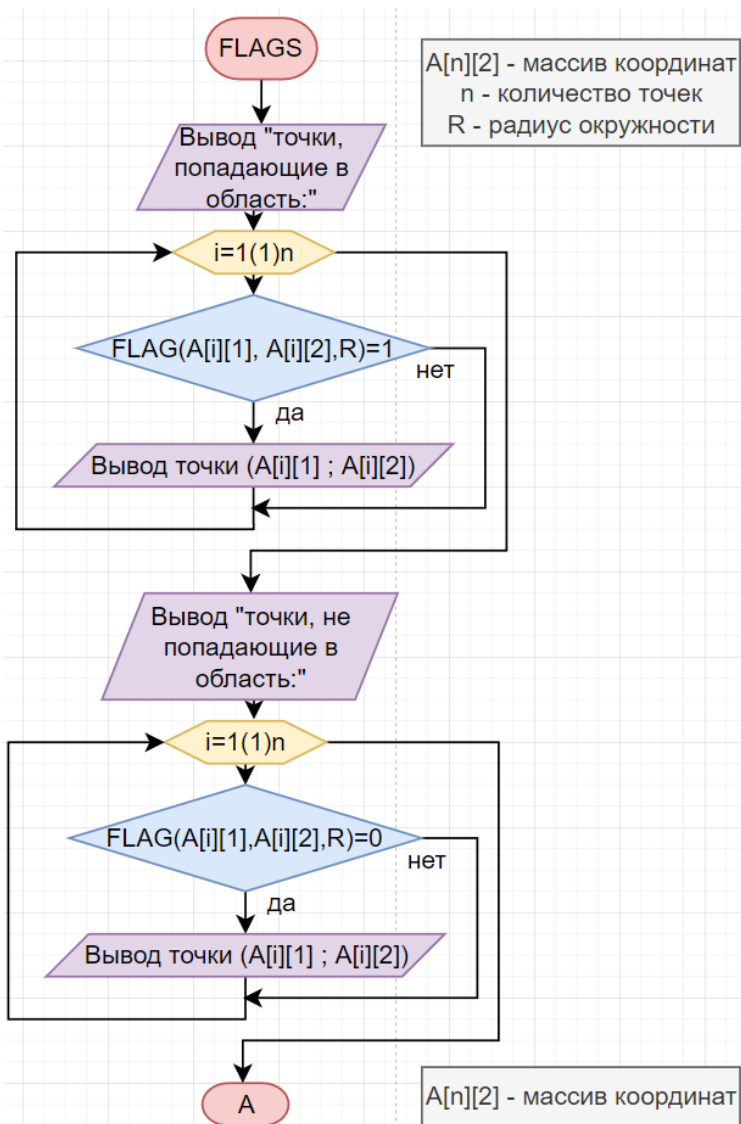 FLAGS
A[n][2] - массив координат
n - количество точек
R - радиус окружности
Вывод "точки,
попадающие в
область:"
i=1(1)n
FLAG(A[i][1], A[i][2],R)=1
нет
да
Вывод точки (A[i][1] ; A[i][2])
Вывод "точки, не
попадающие в
область:"
i=1(1)n
FLAG(A[i][1],A[i][2],R)=0
нет
да
Вывод точки (A[i][1] ; A[i][2])
A
A[n][2] - массив координат